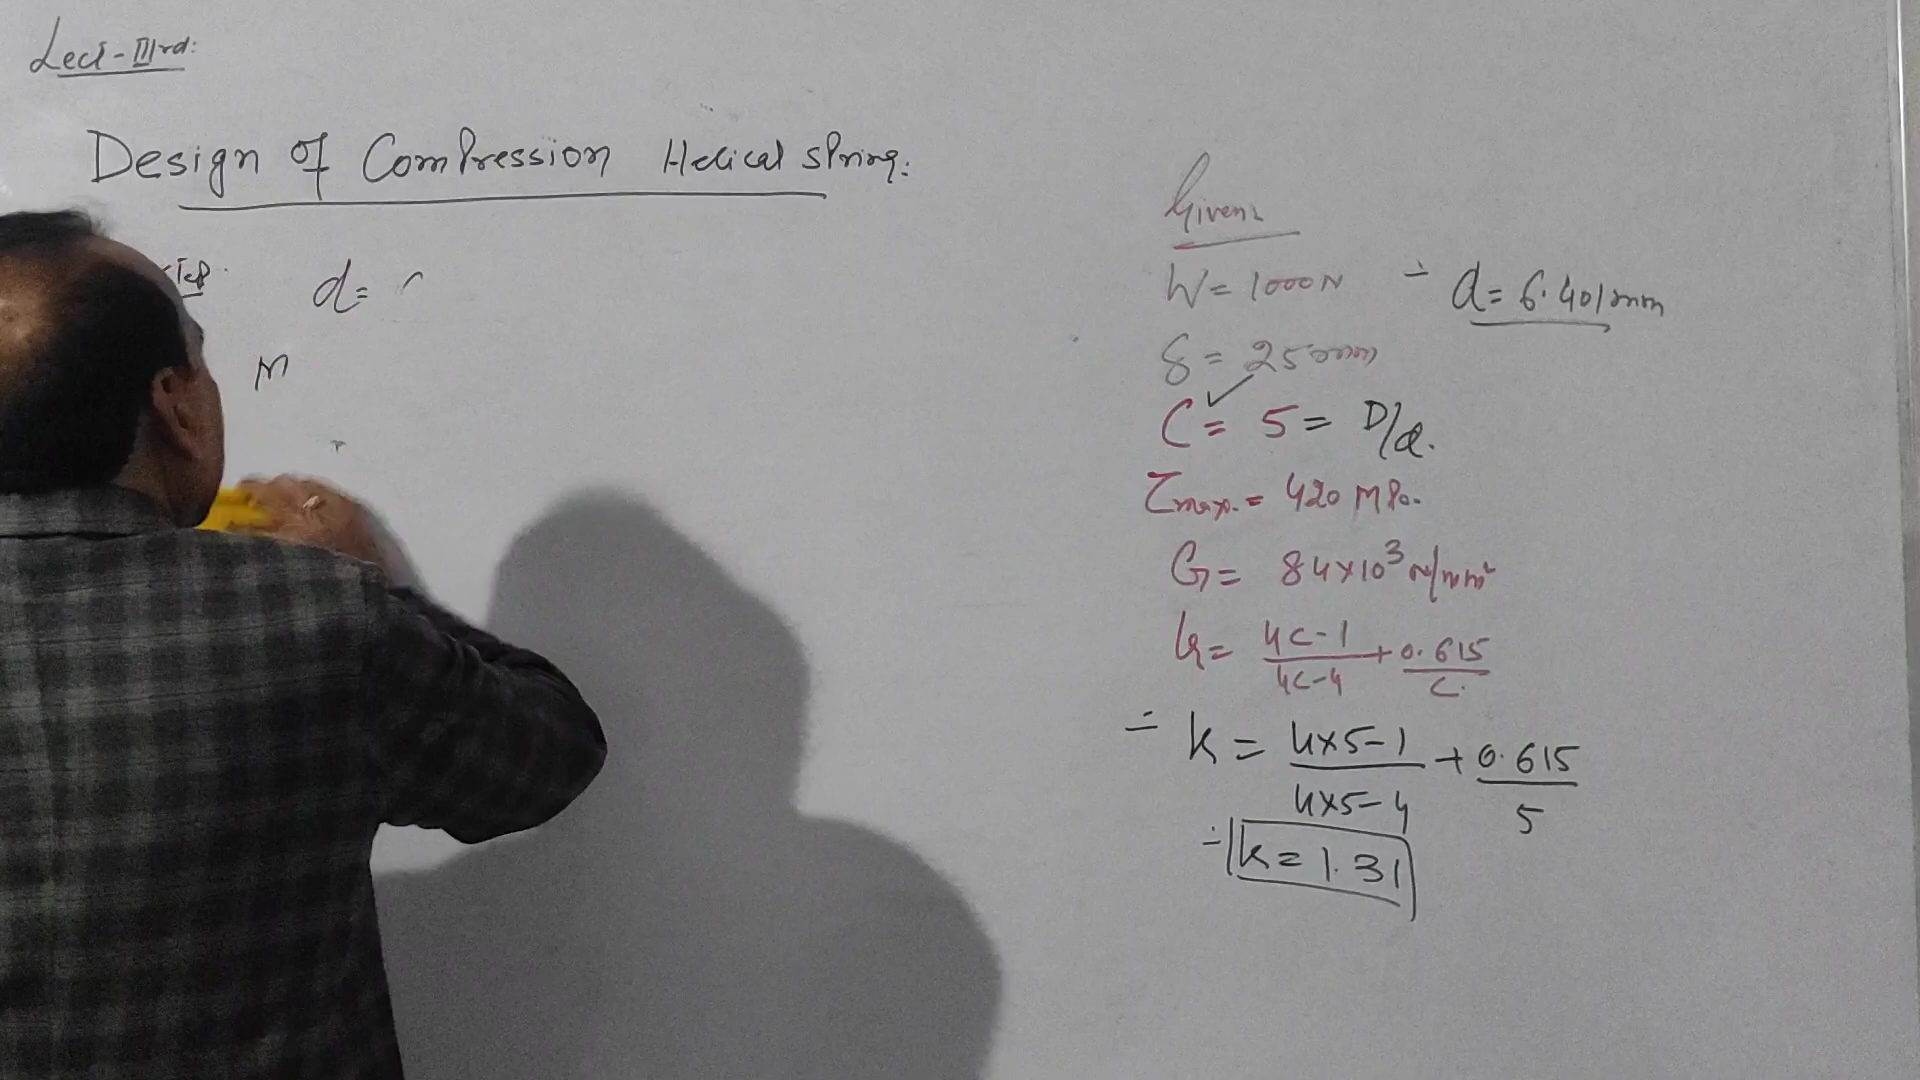 Lect-IIIrd:
Design of Compression Helical spring:
Step
d=
M
Given:
W = 1000N
d = 6.401mm
δ = 25mm
C = 5 = D/d.
τmax. = 420 MPa.
G = 84×10³ N/mm²
k = 4C-1/4C-4 + 0.615/C.
k = 4×5-1/4×5-4 + 0.615/5
k = 1.31